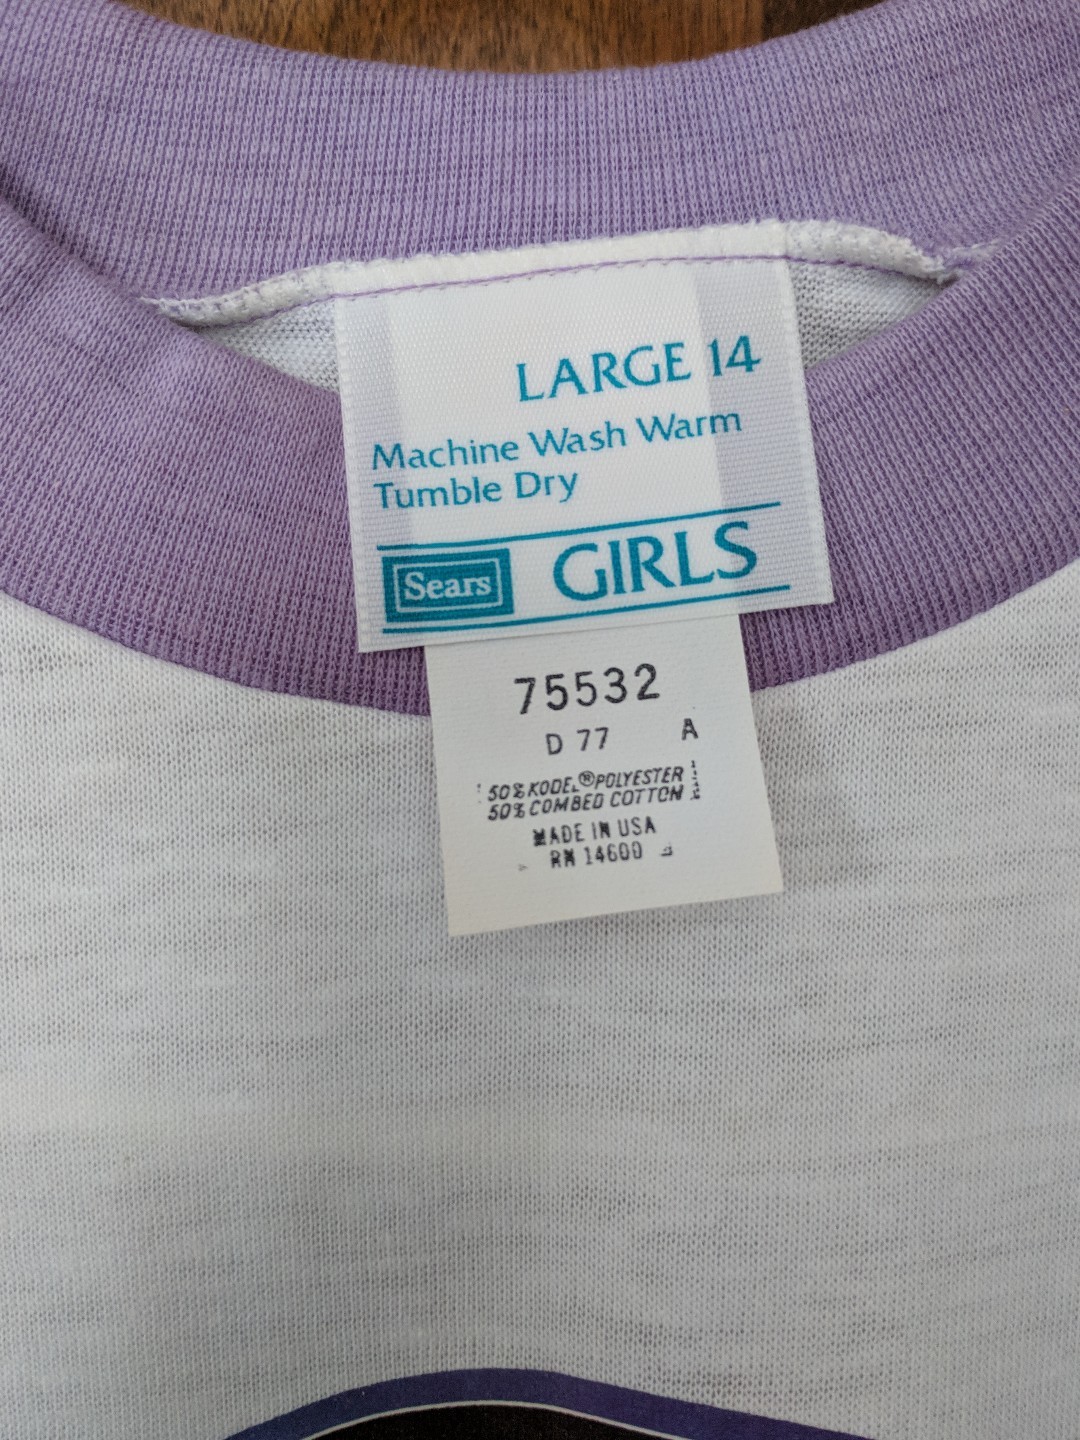 LARGE 14
Machine Wash Warm
Tumble Dry
Sears GIRLS
75532
D 77 A
50% KODEL® POLYESTER
50% COMBED COTTON
MADE IN USA
RN 14600